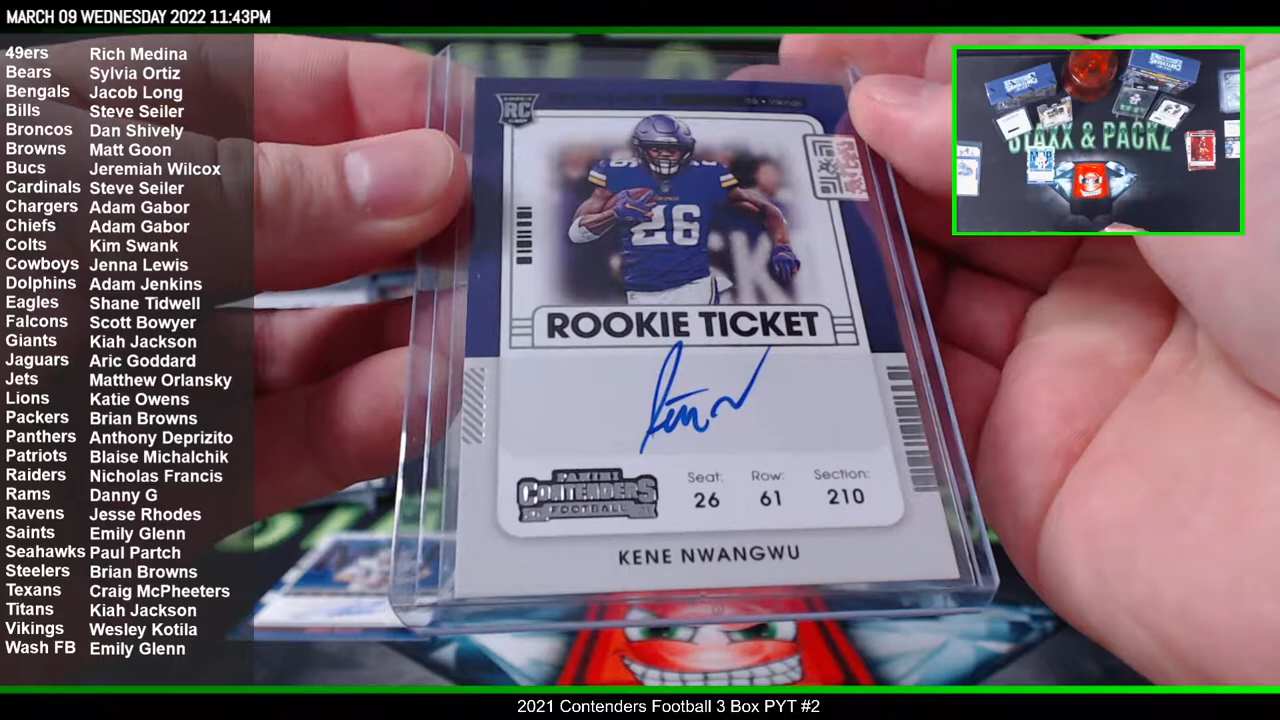 MARCH 09 WEDNESDAY 2022 11:43PM
49ers Rich Medina
Bears Sylvia Ortiz
Bengals Jacob Long
Bills Steve Seiler
Broncos Dan Shively
Browns Matt Goon
Bucs Jeremiah Wilcox
Cardinals Steve Seiler
Chargers Adam Gabor
Chiefs Adam Gabor
Colts Kim Swank
Cowboys Jenna Lewis
Dolphins Adam Jenkins
Eagles Shane Tidwell
Falcons Scott Bowyer
Giants Kiah Jackson
Jaguars Aric Goddard
Jets Matthew Orlansky
Lions Katie Owens
Packers Brian Browns
Panthers Anthony Deprizito
Patriots Blaise Michalchik
Raiders Nicholas Francis
Rams Danny G
Ravens Jesse Rhodes
Saints Emily Glenn
Seahawks Paul Partch
Steelers Brian Browns
Texans Craig McPheeters
Titans Kiah Jackson
Vikings Wesley Kotila
Wash FB Emily Glenn
RC
26
ROOKIE TICKET
PANINI
CONTENDERS
FOOTBALL
Seat: Row: Section:
26 61 210
KENE NWANGWU
& PACKZ
2021 Contenders Football 3 Box PYT #2